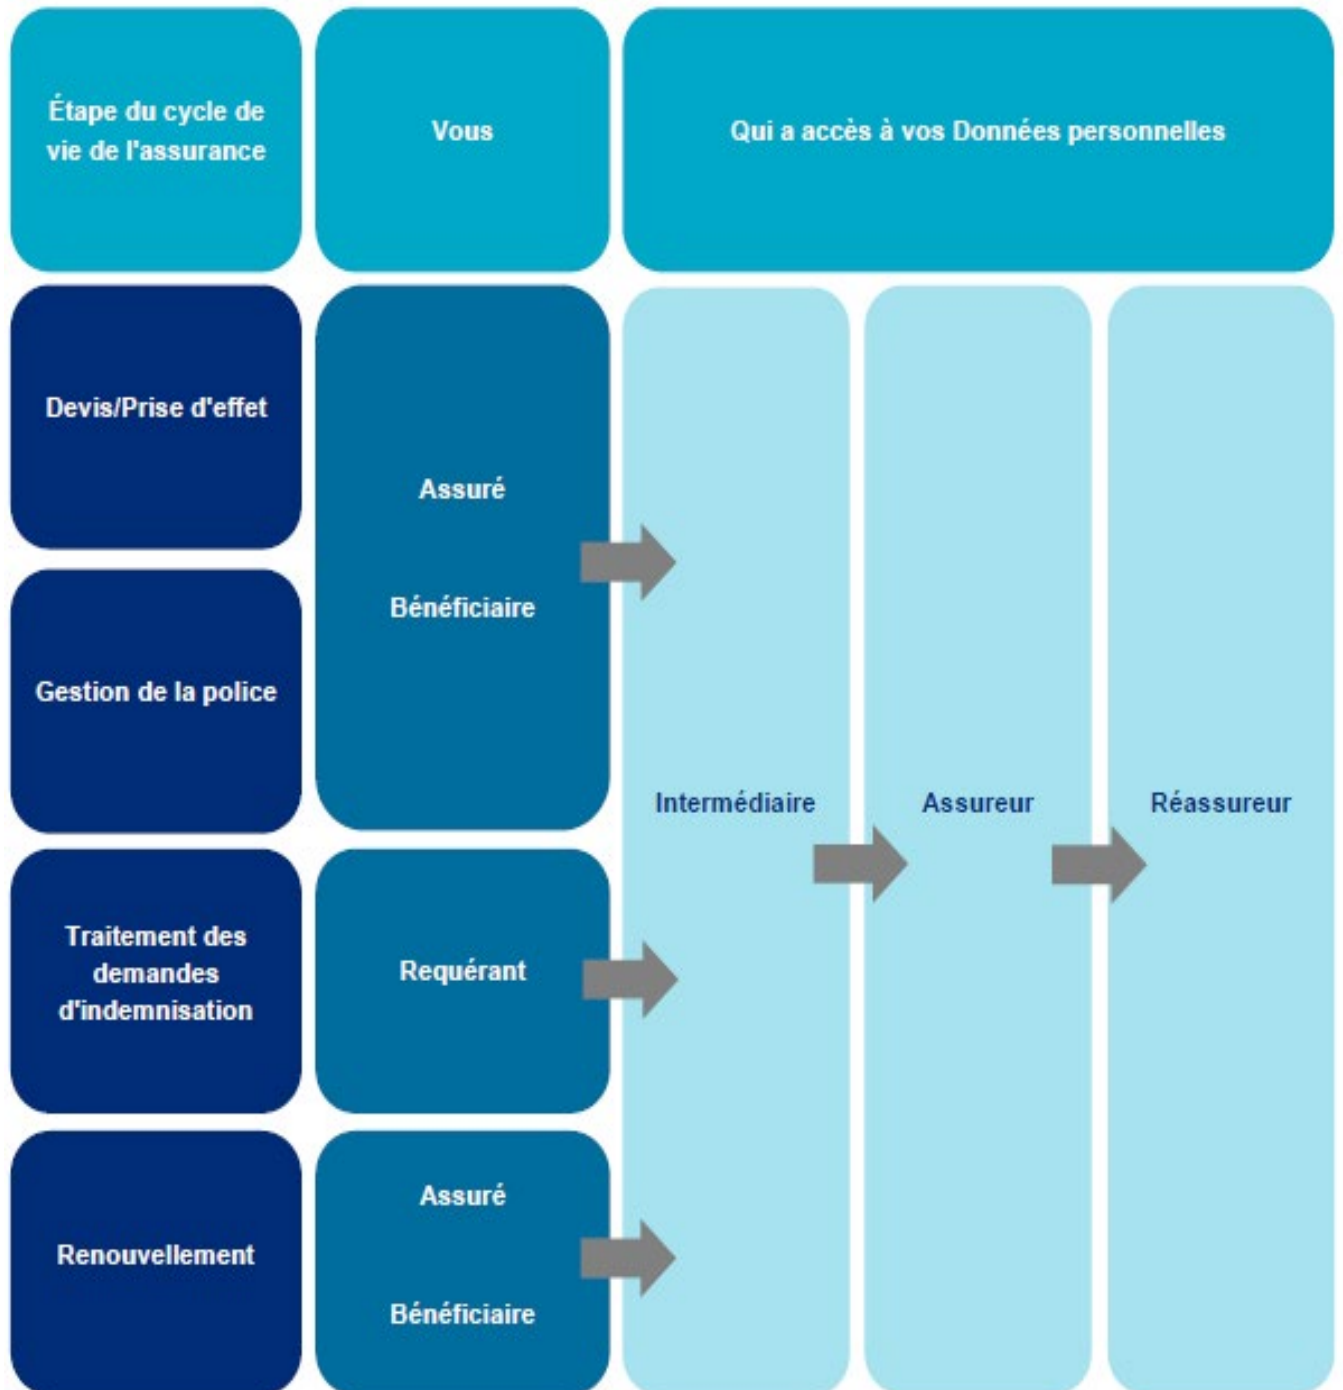 Étape du cycle de
vie de l'assurance
Vous
Qui a accès à vos Données personnelles
Devis/Prise d'effet
Assuré
Bénéficiaire
Gestion de la police
Intermédiaire
Assureur
Réassureur
Traitement des
demandes
d'indemnisation
Requérant
Renouvellement
Assuré
Bénéficiaire